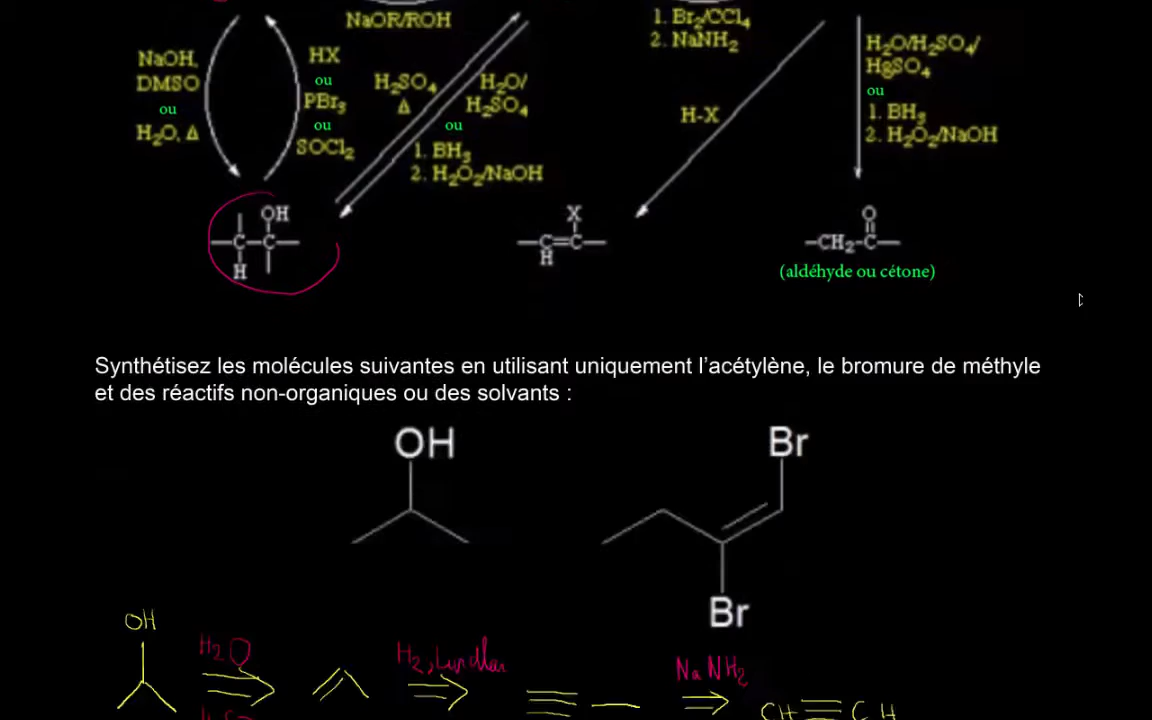 NaOR/ROH
1. Br₂/CCl₄
2. NaNH₂
NaOH,
DMSO
ou
H₂O, Δ
HX
ou
PBr₃
ou
SOCl₂
H₂SO₄
Δ
H₂O/
H₂SO₄
ou
1. BH₃
2. H₂O₂/NaOH
H-X
H₂O/H₂SO₄/
HgSO₄
ou
1. BH₃
2. H₂O₂/NaOH
OH
-C-C-
H
X
-C=C-
H
O
-CH₂-C-
(aldéhyde ou cétone)
Synthétisez les molécules suivantes en utilisant uniquement l’acétylène, le bromure de méthyle
et des réactifs non-organiques ou des solvants :
OH
Br
Br
OH
H₂O
H₂, Lindlar
NaNH₂
CH≡CH